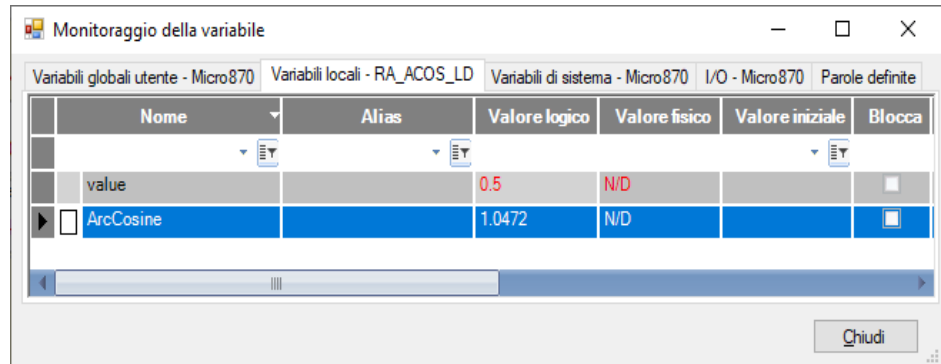 Monitoraggio della variabile
Variabili globali utente - Micro870 Variabili locali - RA_ACOS_LD Variabili di sistema - Micro870 I/O - Micro870 Parole definite
Nome Alias Valore logico Valore fisico Valore iniziale Blocca
value 0.5 N/D
ArcCosine 1.0472 N/D
Chiudi